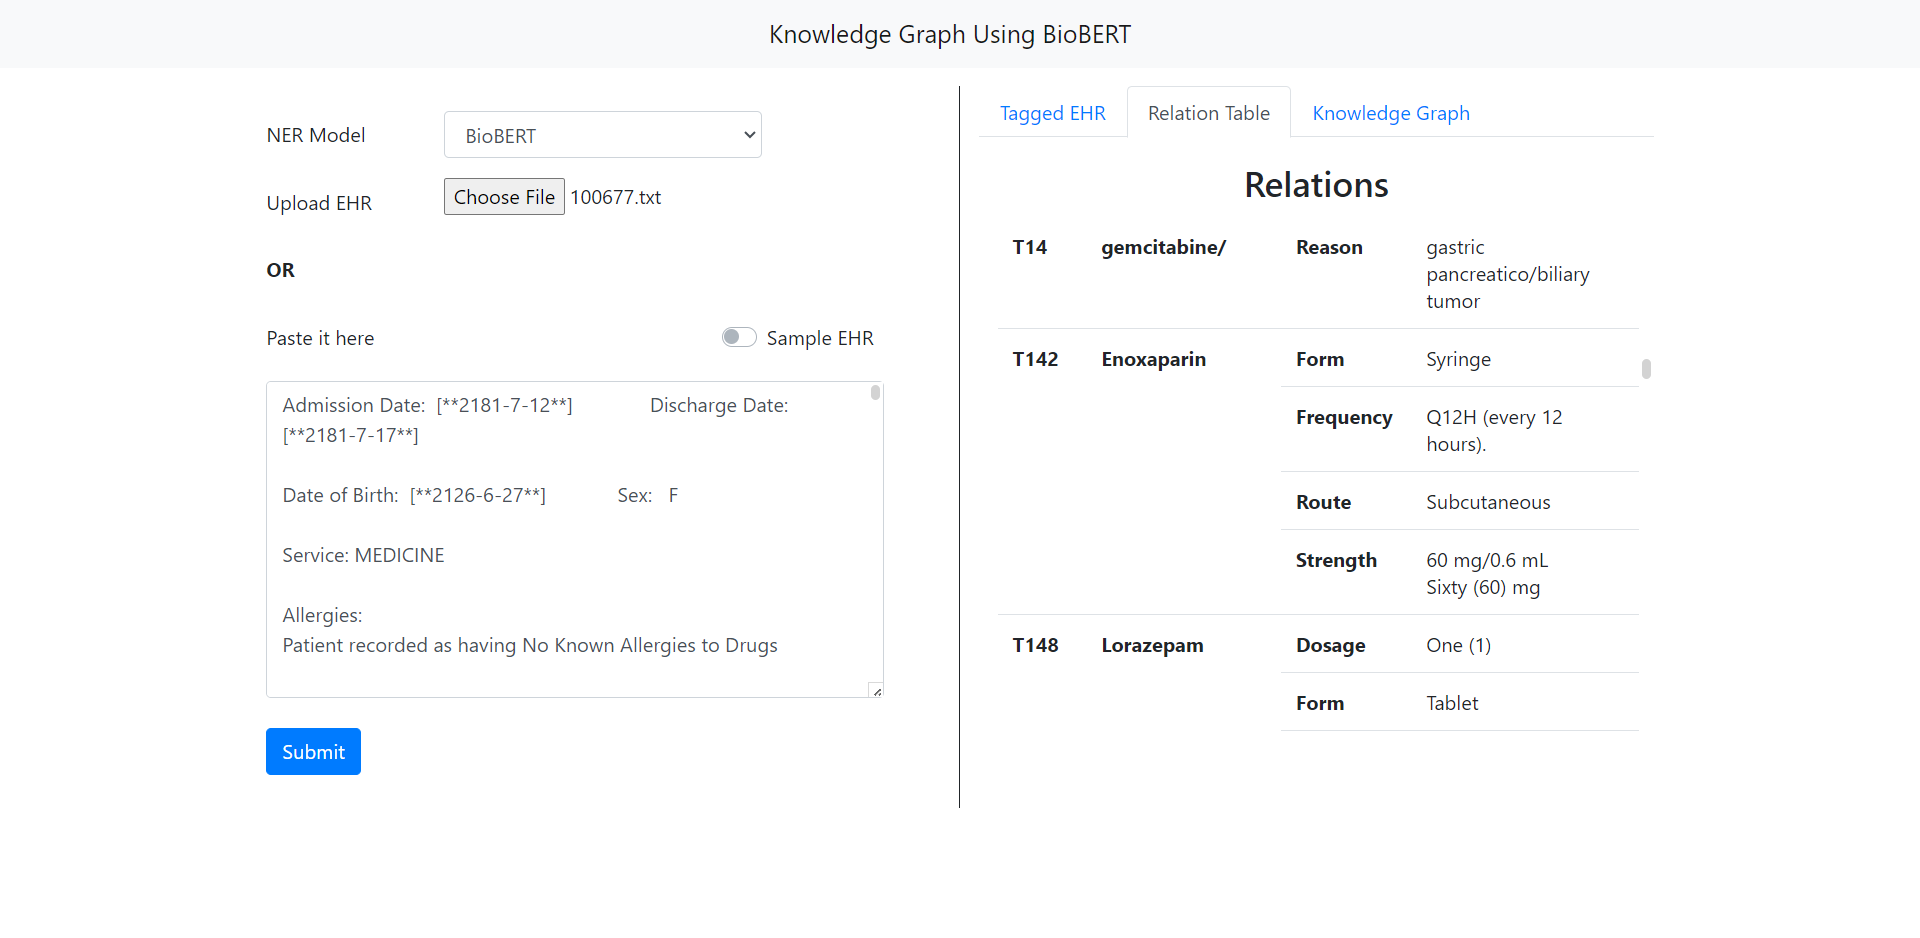 Knowledge Graph Using BioBERT
NER Model
BioBERT
Upload EHR
Choose File 100677.txt
OR
Paste it here
Sample EHR
Admission Date:  [**2181-7-12**]              Discharge Date:
[**2181-7-17**]
Date of Birth:  [**2126-6-27**]             Sex:   F
Service: MEDICINE
Allergies:
Patient recorded as having No Known Allergies to Drugs
Submit
Tagged EHR
Relation Table
Knowledge Graph
Relations
T14 gemcitabine/ Reason gastric
pancreatico/biliary
tumor
T142 Enoxaparin Form Syringe
Frequency Q12H (every 12
hours).
Route Subcutaneous
Strength 60 mg/0.6 mL
Sixty (60) mg
T148 Lorazepam Dosage One (1)
Form Tablet